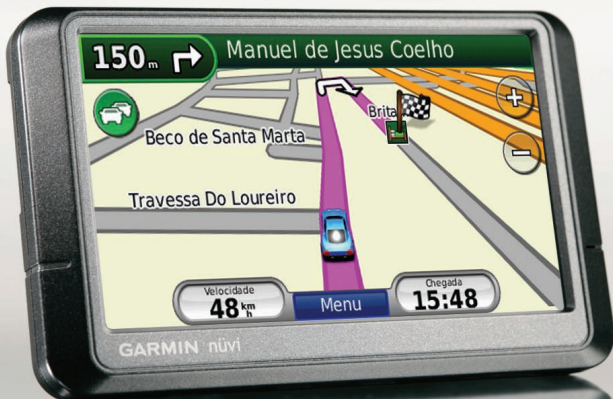 150 m
Manuel de Jesus Coelho
+
Brita
Beco de Santa Marta
−
Travessa Do Loureiro
Velocidade
48 km/h
Menu
Chegada
15:48
GARMIN nüvi